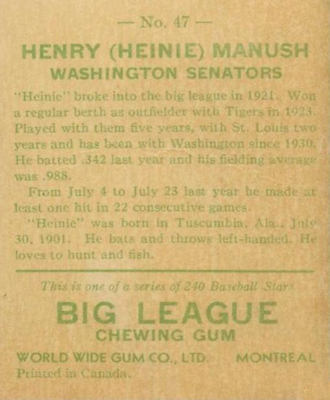 — No. 47 —
HENRY (HEINIE) MANUSH
WASHINGTON SENATORS
"Heinie" broke into the big league in 1921. Won
a regular berth as outfielder with Tigers in 1923.
Played with them five years, with St. Louis two
years and has been with Washington since 1930.
He batted .342 last year and his fielding average
was .988.
From July 4 to July 23 last year he made at
least one hit in 22 consecutive games.
"Heinie" was born in Tuscumbia, Ala., July
30, 1901. He bats and throws left-handed. He
loves to hunt and fish.
This is one of a series of 240 Baseball Stars
BIG LEAGUE
CHEWING GUM
WORLD WIDE GUM CO., LTD. MONTREAL
Printed in Canada.